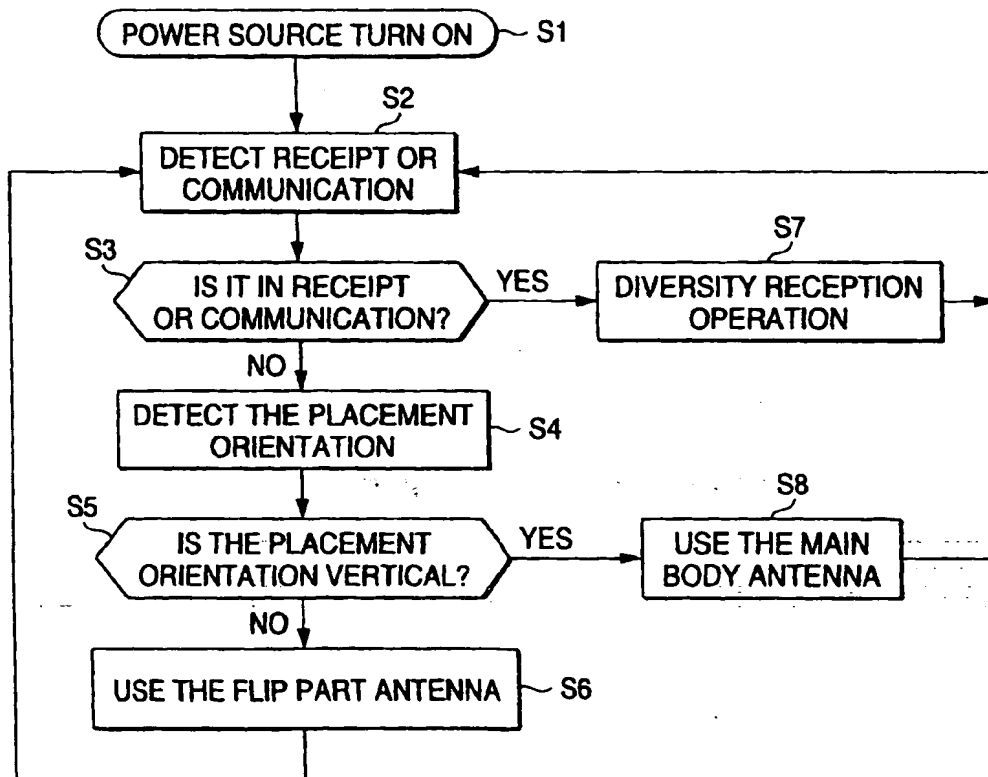 POWER SOURCE TURN ON
S1
S2
DETECT RECEIPT OR
COMMUNICATION
S3
IS IT IN RECEIPT
OR COMMUNICATION?
YES
S7
DIVERSITY RECEPTION
OPERATION
NO
DETECT THE PLACEMENT
ORIENTATION
S4
S5
IS THE PLACEMENT
ORIENTATION VERTICAL?
YES
S8
USE THE MAIN
BODY ANTENNA
NO
USE THE FLIP PART ANTENNA
S6